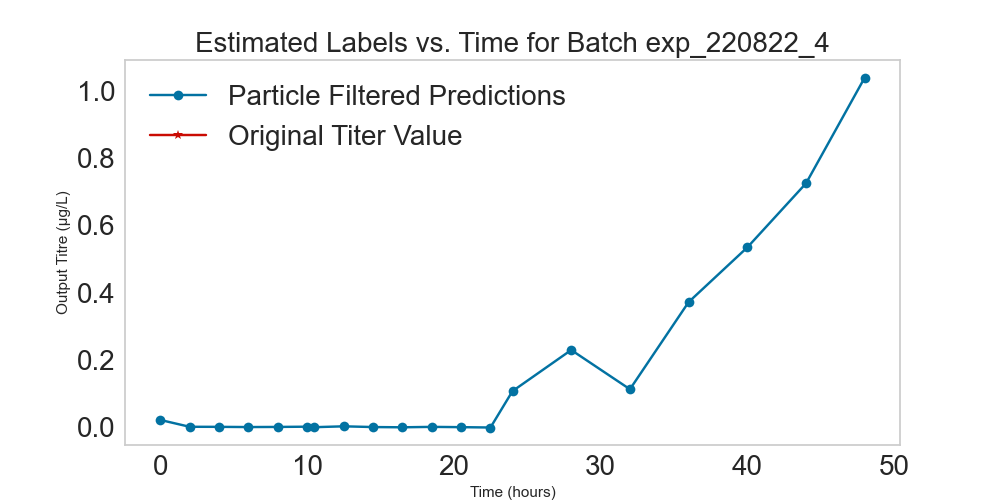 Estimated Labels vs. Time for Batch exp_220822_4
Particle Filtered Predictions
Original Titer Value
Output Titre (µg/L)
1.0
0.8
0.6
0.4
0.2
0.0
0 10 20 30 40 50
Time (hours)